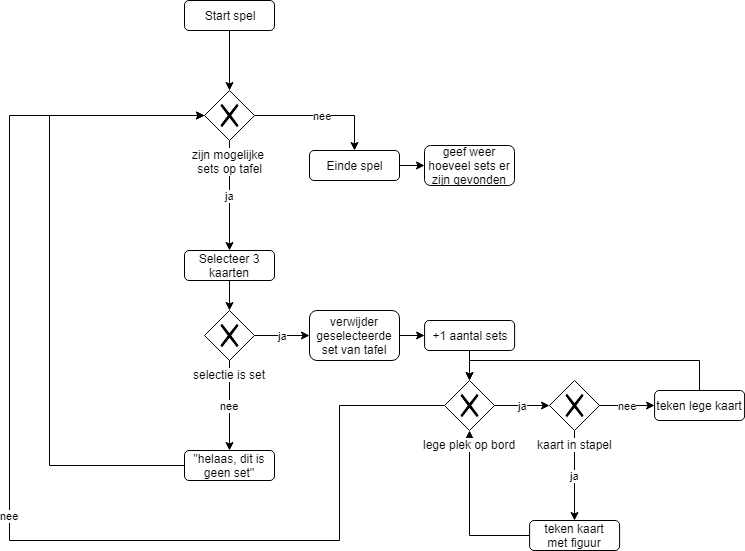 Start spel
zijn mogelijke
sets op tafel
nee
Einde spel
geef weer
hoeveel sets er
zijn gevonden
ja
Selecteer 3
kaarten
selectie is set
ja
verwijder
geselecteerde
set van tafel
+1 aantal sets
nee
"helaas, dit is
geen set"
lege plek op bord
ja
kaart in stapel
nee
teken lege kaart
ja
teken kaart
met figuur
nee